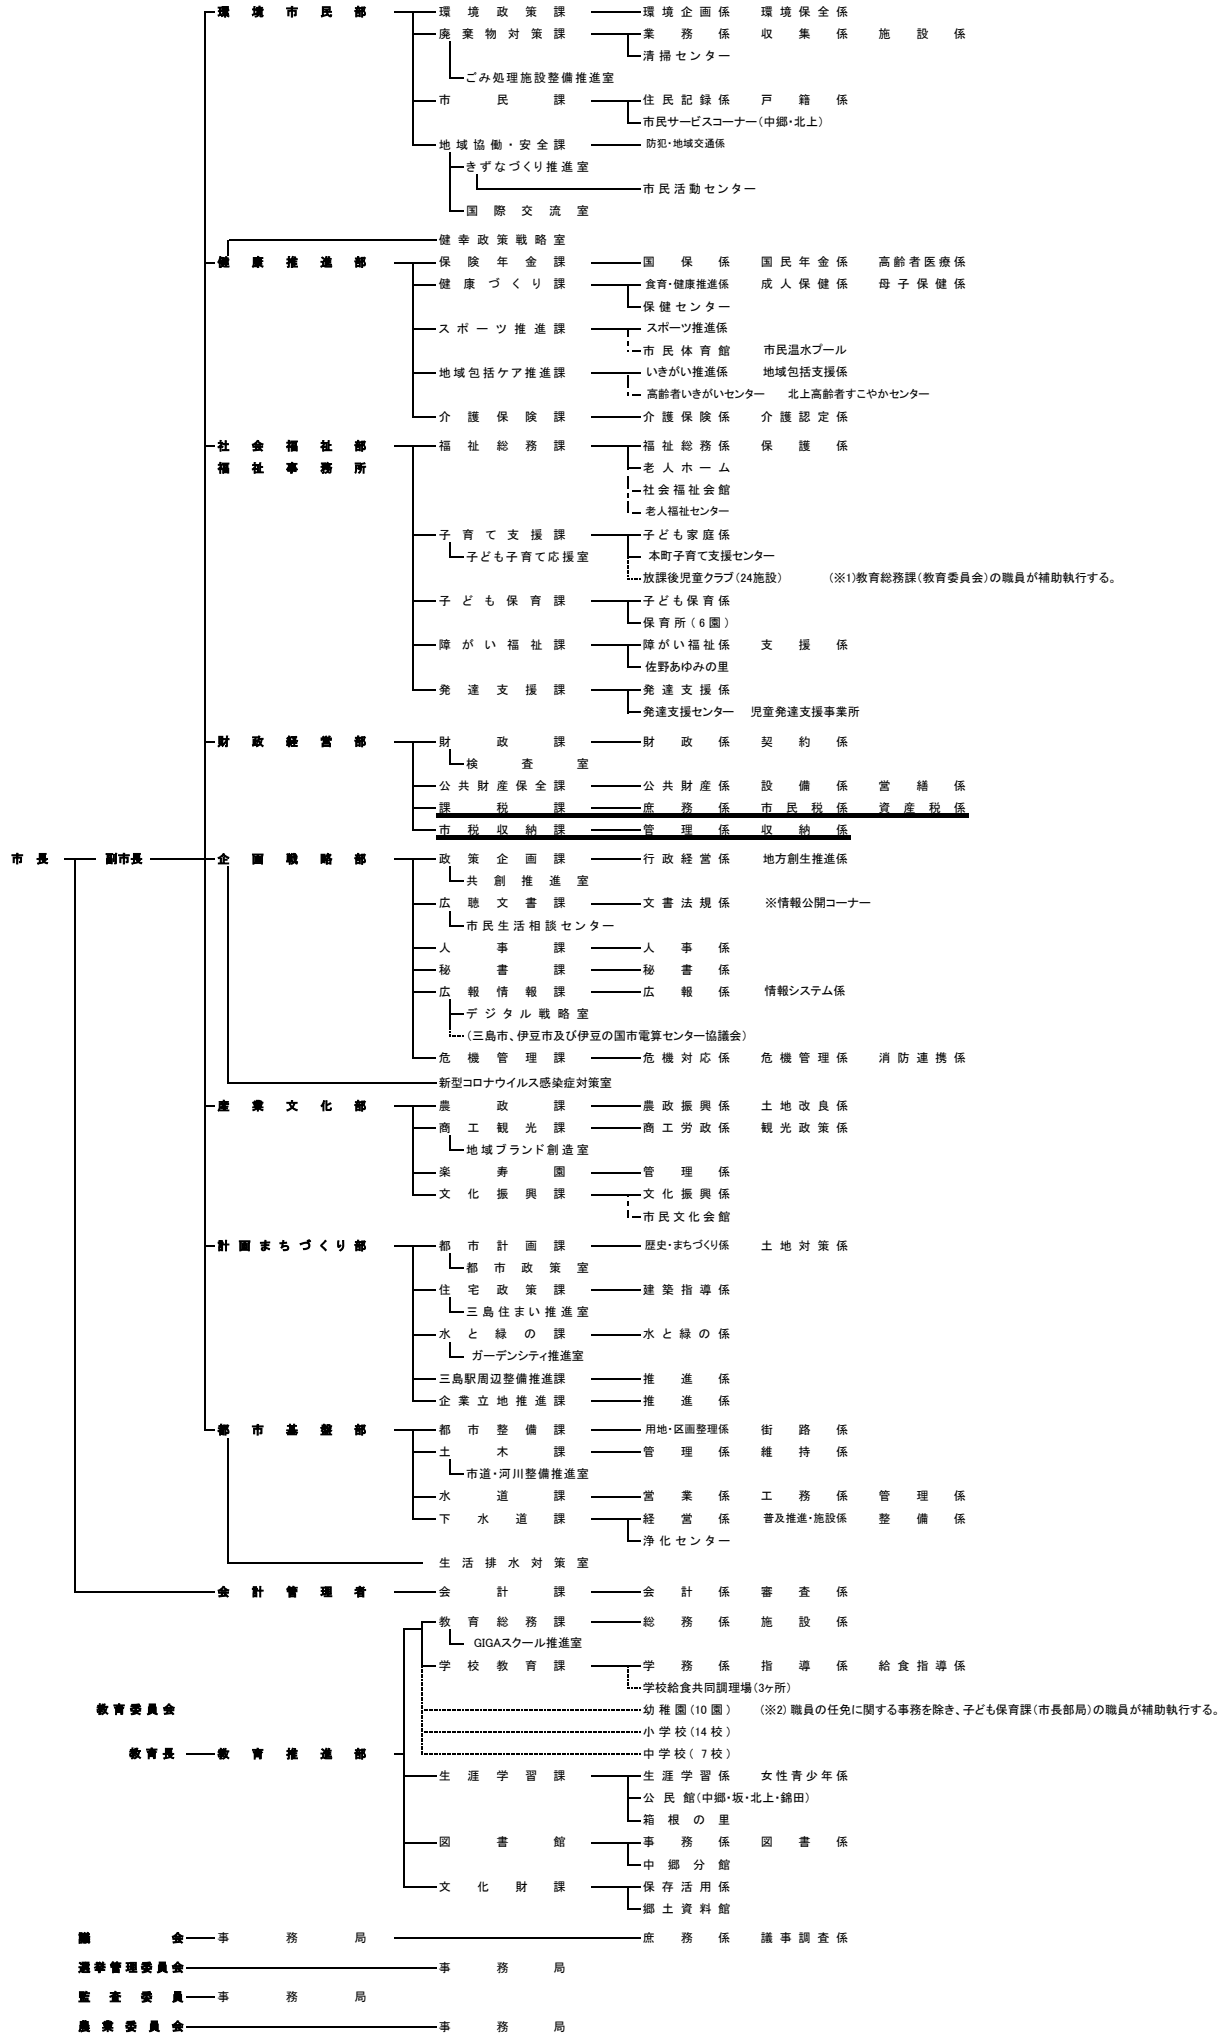 環境市民部 環境政策課 環境企画係 環境保全係
廃棄物対策課 業務係 収集係 施設係
清掃センター
ごみ処理施設整備推進室
市民課 住民記録係 戸籍係
市民サービスコーナー(中郷・北上)
地域協働・安全課 防犯・地域交通係
きずなづくり推進室
市民活動センター
国際交流室
健幸政策戦略室
健康推進部 保険年金課 国保係 国民年金係 高齢者医療係
健康づくり課 食育・健康推進係 成人保健係 母子保健係
保健センター
スポーツ推進課 スポーツ推進係
市民体育館 市民温水プール
地域包括ケア推進課 いきがい推進係 地域包括支援係
高齢者いきがいセンター 北上高齢者すこやかセンター
介護保険課 介護保険係 介護認定係
社会福祉部 福祉総務課 福祉総務係 保護係
福祉事務所 老人ホーム
社会福祉会館
老人福祉センター
子育て支援課 子ども家庭係
子ども子育て応援室 本町子育て支援センター
放課後児童クラブ(24施設) (※1)教育総務課(教育委員会)の職員が補助執行する。
子ども保育課 子ども保育係
保育所(6園)
障がい福祉課 障がい福祉係 支援係
佐野あゆみの里
発達支援課 発達支援係
発達支援センター 児童発達支援事業所
財政経営部 財政課 財政係 契約係
検査室
公共財産保全課 公共財産係 設備係 営繕係
課税課 庶務係 市民税係 資産税係
市税収納課 管理係 収納係
市長 副市長 企画戦略部 政策企画課 行政経営係 地方創生推進係
共創推進室
広聴文書課 文書法規係 ※情報公開コーナー
市民生活相談センター
人事課 人事係
秘書課 秘書係
広報情報課 広報係 情報システム係
デジタル戦略室
(三島市、伊豆市及び伊豆の国市電算センター協議会)
危機管理課 危機対応係 危機管理係 消防連携係
新型コロナウイルス感染症対策室
産業文化部 農政課 農政振興係 土地改良係
商工観光課 商工労政係 観光政策係
地域ブランド創造室
楽寿園 管理係
文化振興課 文化振興係
市民文化会館
計画まちづくり部 都市計画課 歴史・まちづくり係 土地対策係
都市政策室
住宅政策課 建築指導係
三島住まい推進室
水と緑の課 水と緑の係
ガーデンシティ推進室
三島駅周辺整備推進課 推進係
企業立地推進課 推進係
都市基盤部 都市整備課 用地・区画整理係 街路係
土木課 管理係 維持係
市道・河川整備推進室
水道課 営業係 工務係 管理係
下水道課 経営係 普及推進・施設係 整備係
浄化センター
生活排水対策室
会計管理者 会計課 会計係 審査係
教育総務課 総務係 施設係
GIGAスクール推進室
学校教育課 学務係 指導係 給食指導係
学校給食共同調理場(3ヶ所)
教育委員会 幼稚園(10園) (※2)職員の任免に関する事務を除き、子ども保育課(市長部局)の職員が補助執行する。
小学校(14校)
教育長 教育推進部 中学校( 7校)
生涯学習課 生涯学習係 女性青少年係
公民館(中郷・坂・北上・錦田)
箱根の里
図書館 事務係 図書係
中郷分館
文化財課 保存活用係
郷土資料館
議会 事務局 庶務係 議事調査係
選挙管理委員会 事務局
監査委員 事務局
農業委員会 事務局